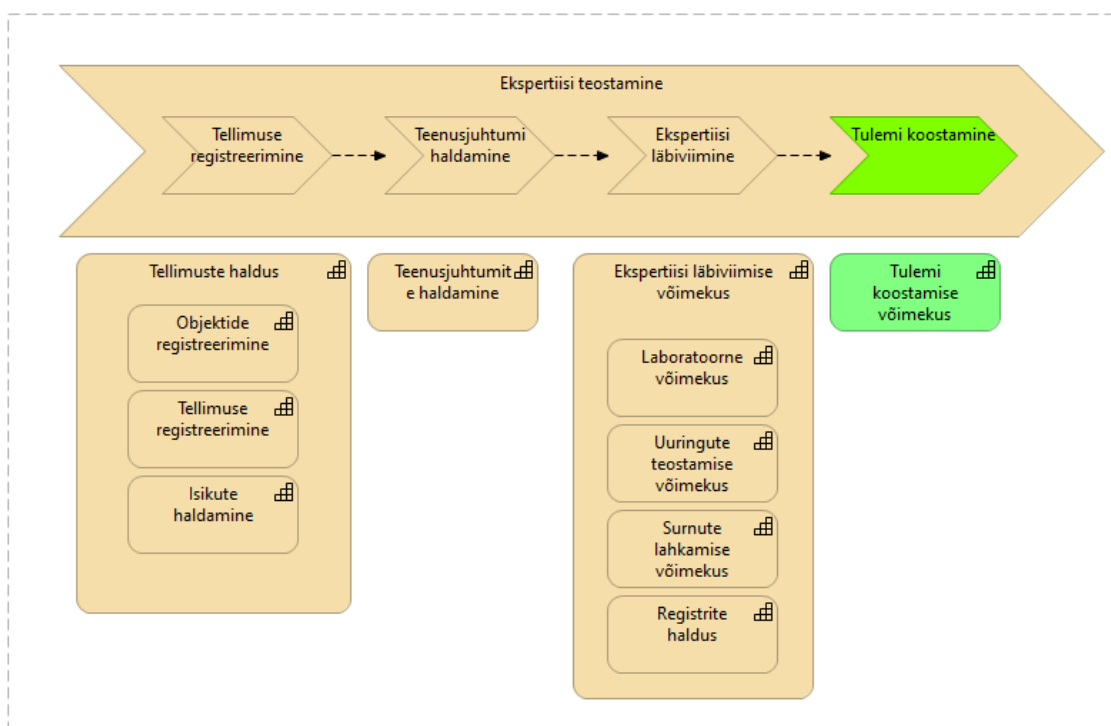 Ekspertiisi teostamine
Tellimuse
registreerimine
Teenusjuhtumi
haldamine
Ekspertiisi
läbiviimine
Tulemi koostamine
Tellimuste haldus
Objektide
registreerimine
Tellimuse
registreerimine
Isikute
haldamine
Teenusjuhtumit
e haldamine
Ekspertiisi läbiviimise
võimekus
Laboratoorne
võimekus
Uuringute
teostamise
võimekus
Surnute
lahkamise
võimekus
Registrite
haldus
Tulemi
koostamise
võimekus